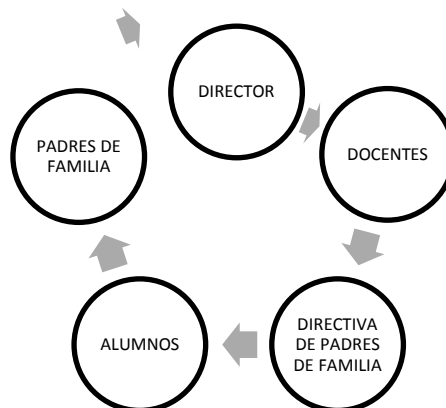 DIRECTOR
DOCENTES
DIRECTIVA
DE PADRES
DE FAMILIA
ALUMNOS
PADRES DE
FAMILIA